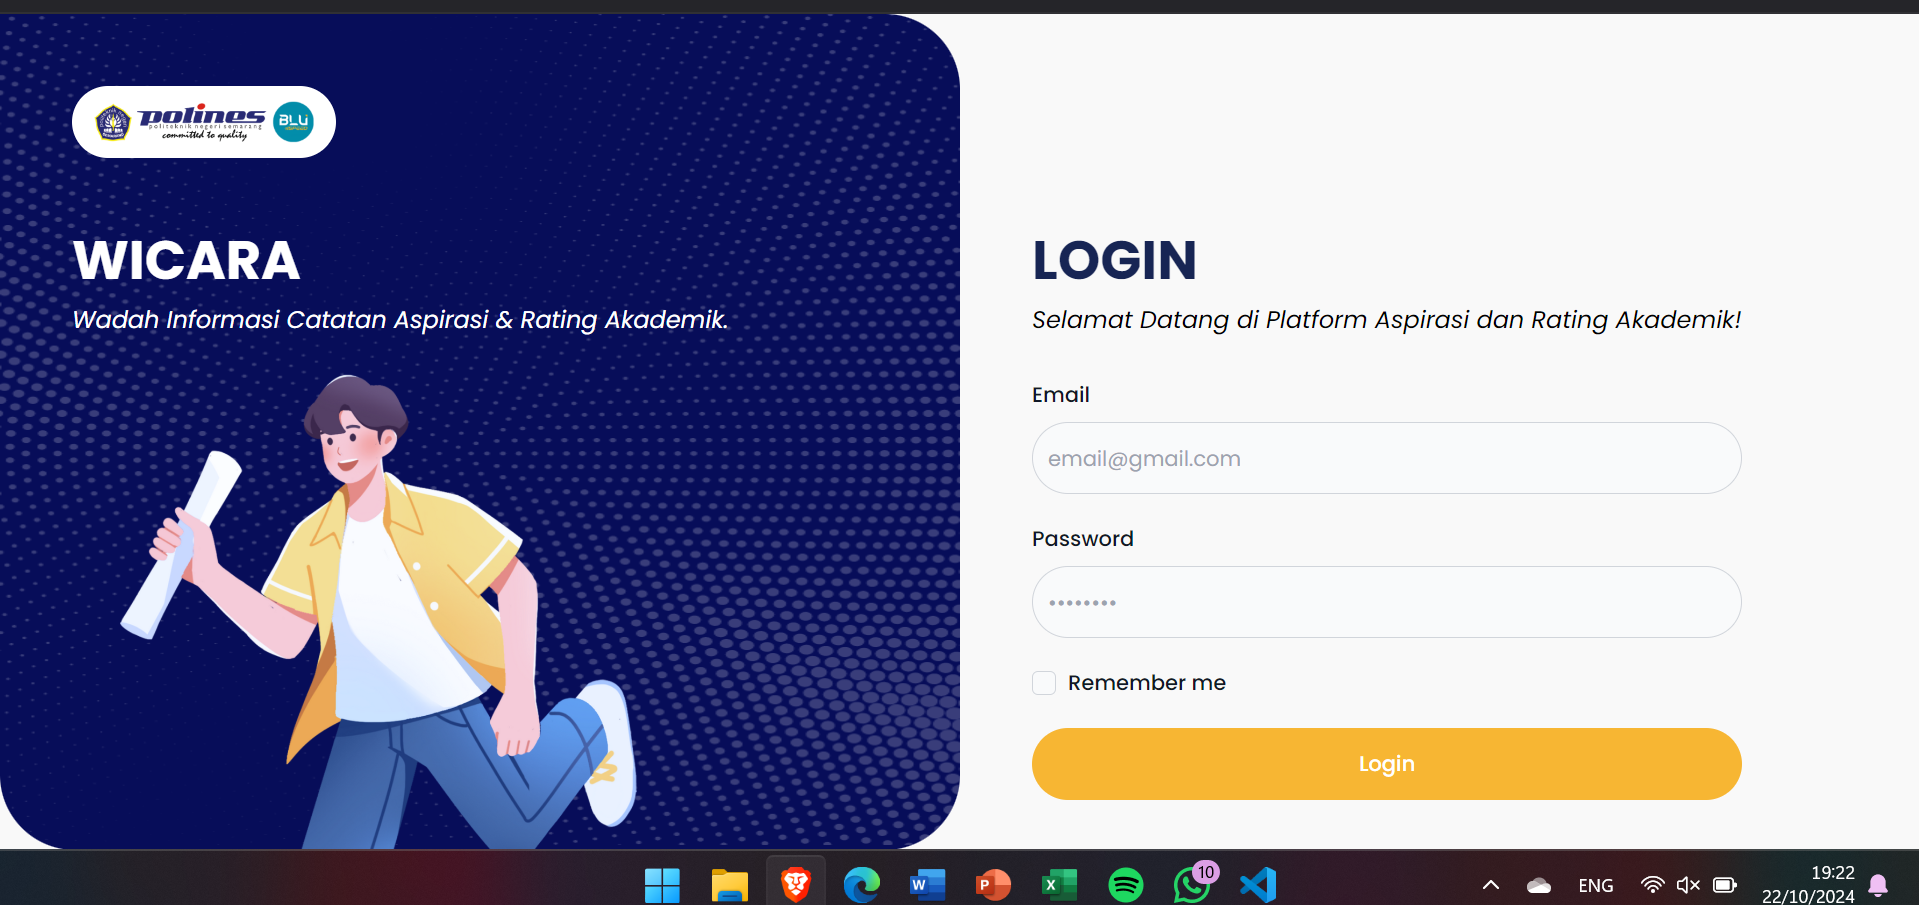 polines
politeknik negeri semarang
committed to quality
BLU
WICARA
Wadah Informasi Catatan Aspirasi & Rating Akademik.
LOGIN
Selamat Datang di Platform Aspirasi dan Rating Akademik!
Email
email@gmail.com
Password
••••••••
Remember me
Login
W
P
X
10
ENG
19:22
22/10/2024